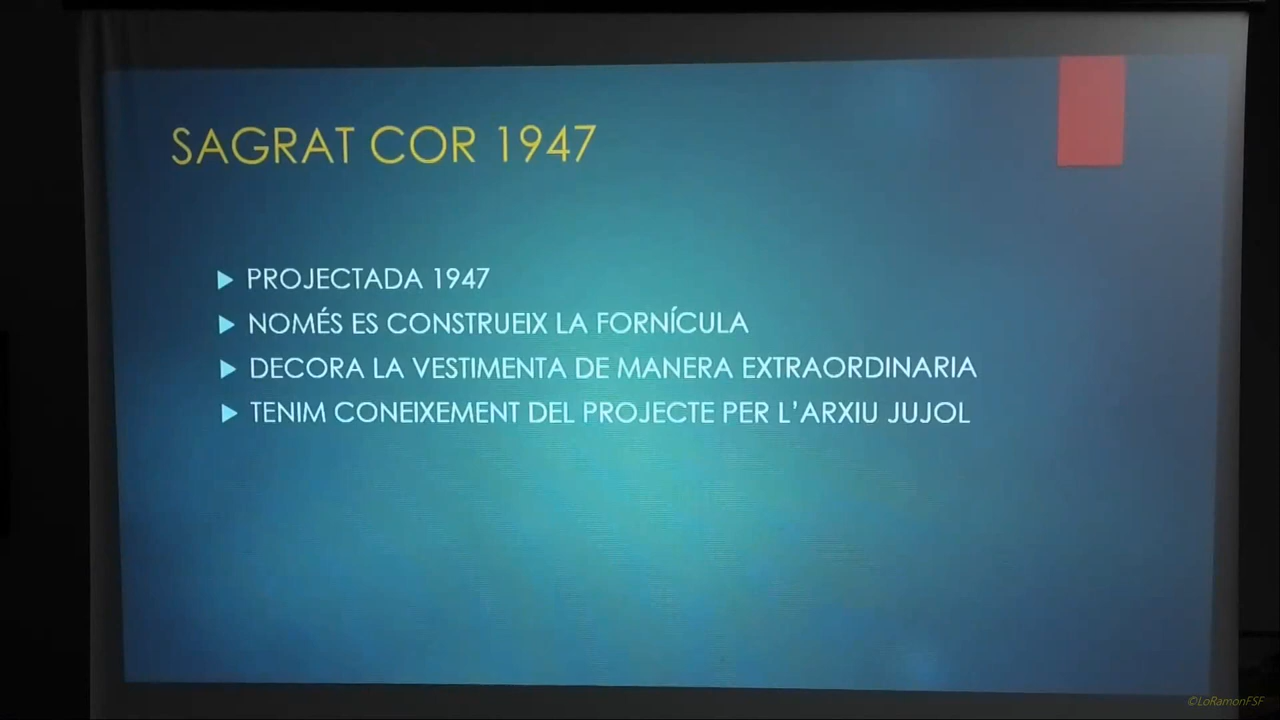 SAGRAT COR 1947
PROJECTADA 1947
NOMÉS ES CONSTRUEIX LA FORNÍCULA
DECORA LA VESTIMENTA DE MANERA EXTRAORDINARIA
TENIM CONEIXEMENT DEL PROJECTE PER L'ARXIU JUJOL
©LoRamonFSF